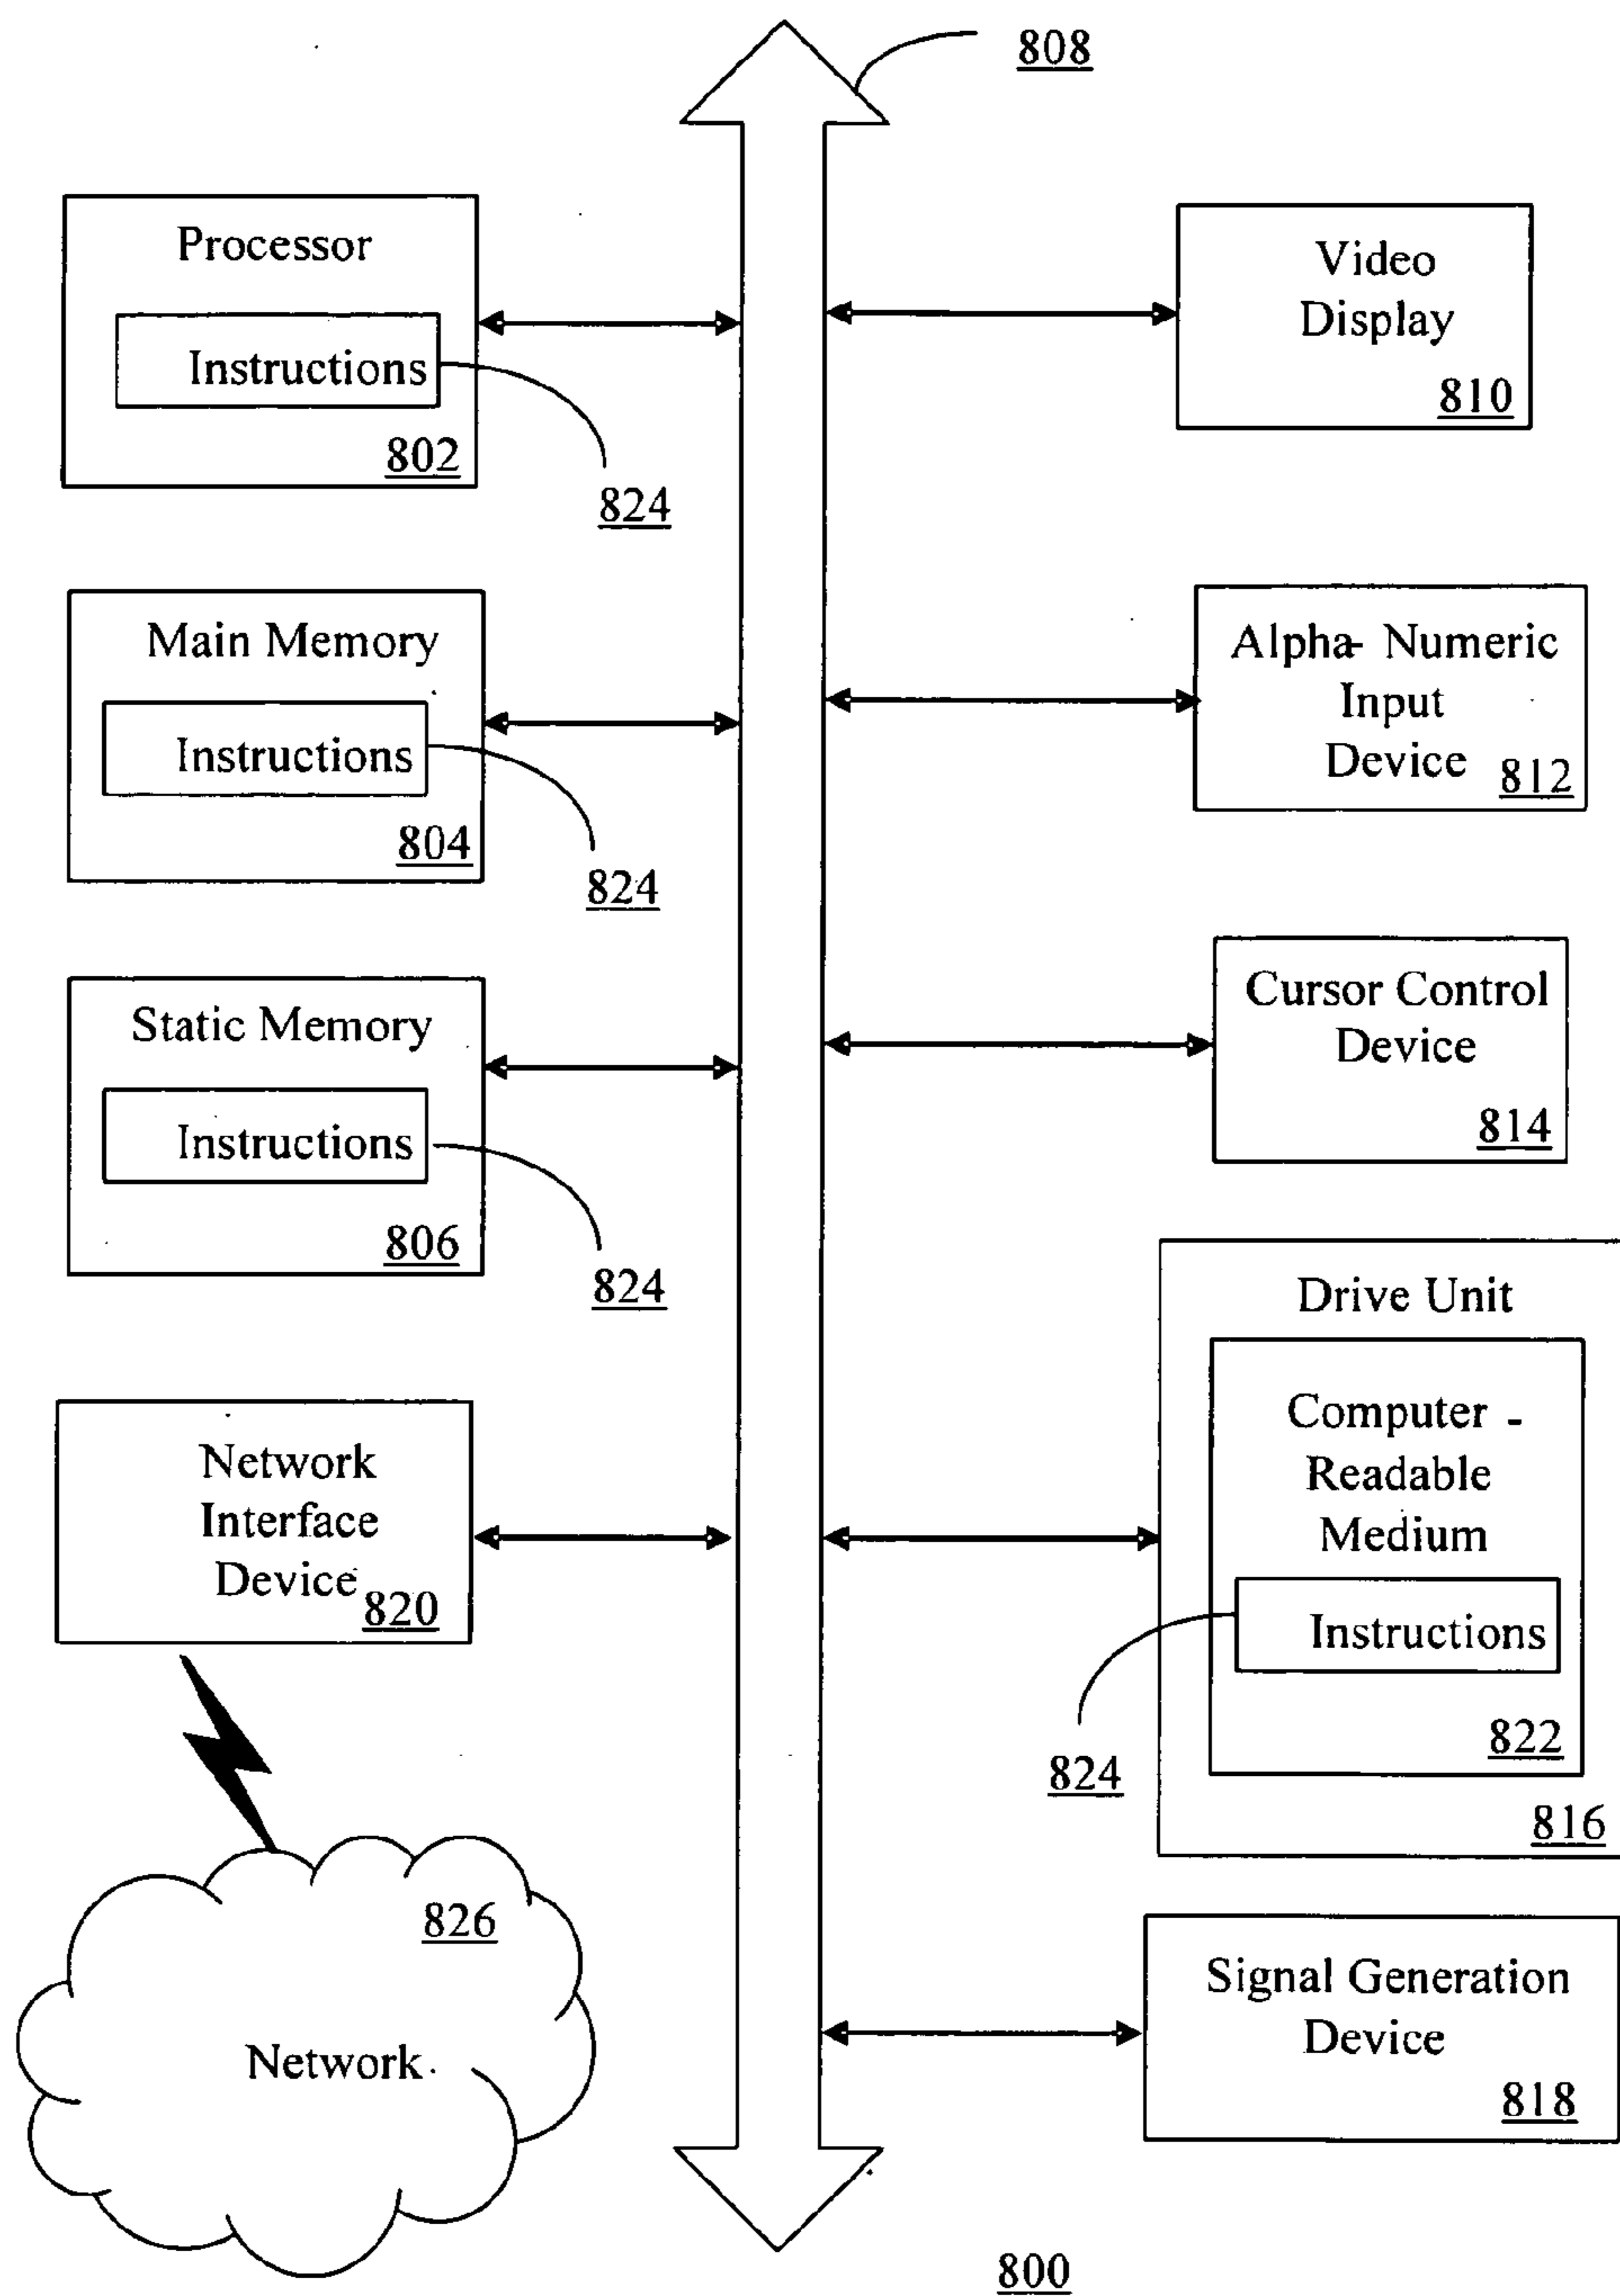 808
Processor
Instructions
802
824
Video
Display
810
Main Memory
Instructions
804
824
Alpha- Numeric
Input
Device
812
Static Memory
Instructions
806
824
Cursor Control
Device
814
Network
Interface
Device
820
Drive Unit
Computer -
Readable
Medium
Instructions
824
822
816
826
Network
Signal Generation
Device
818
800